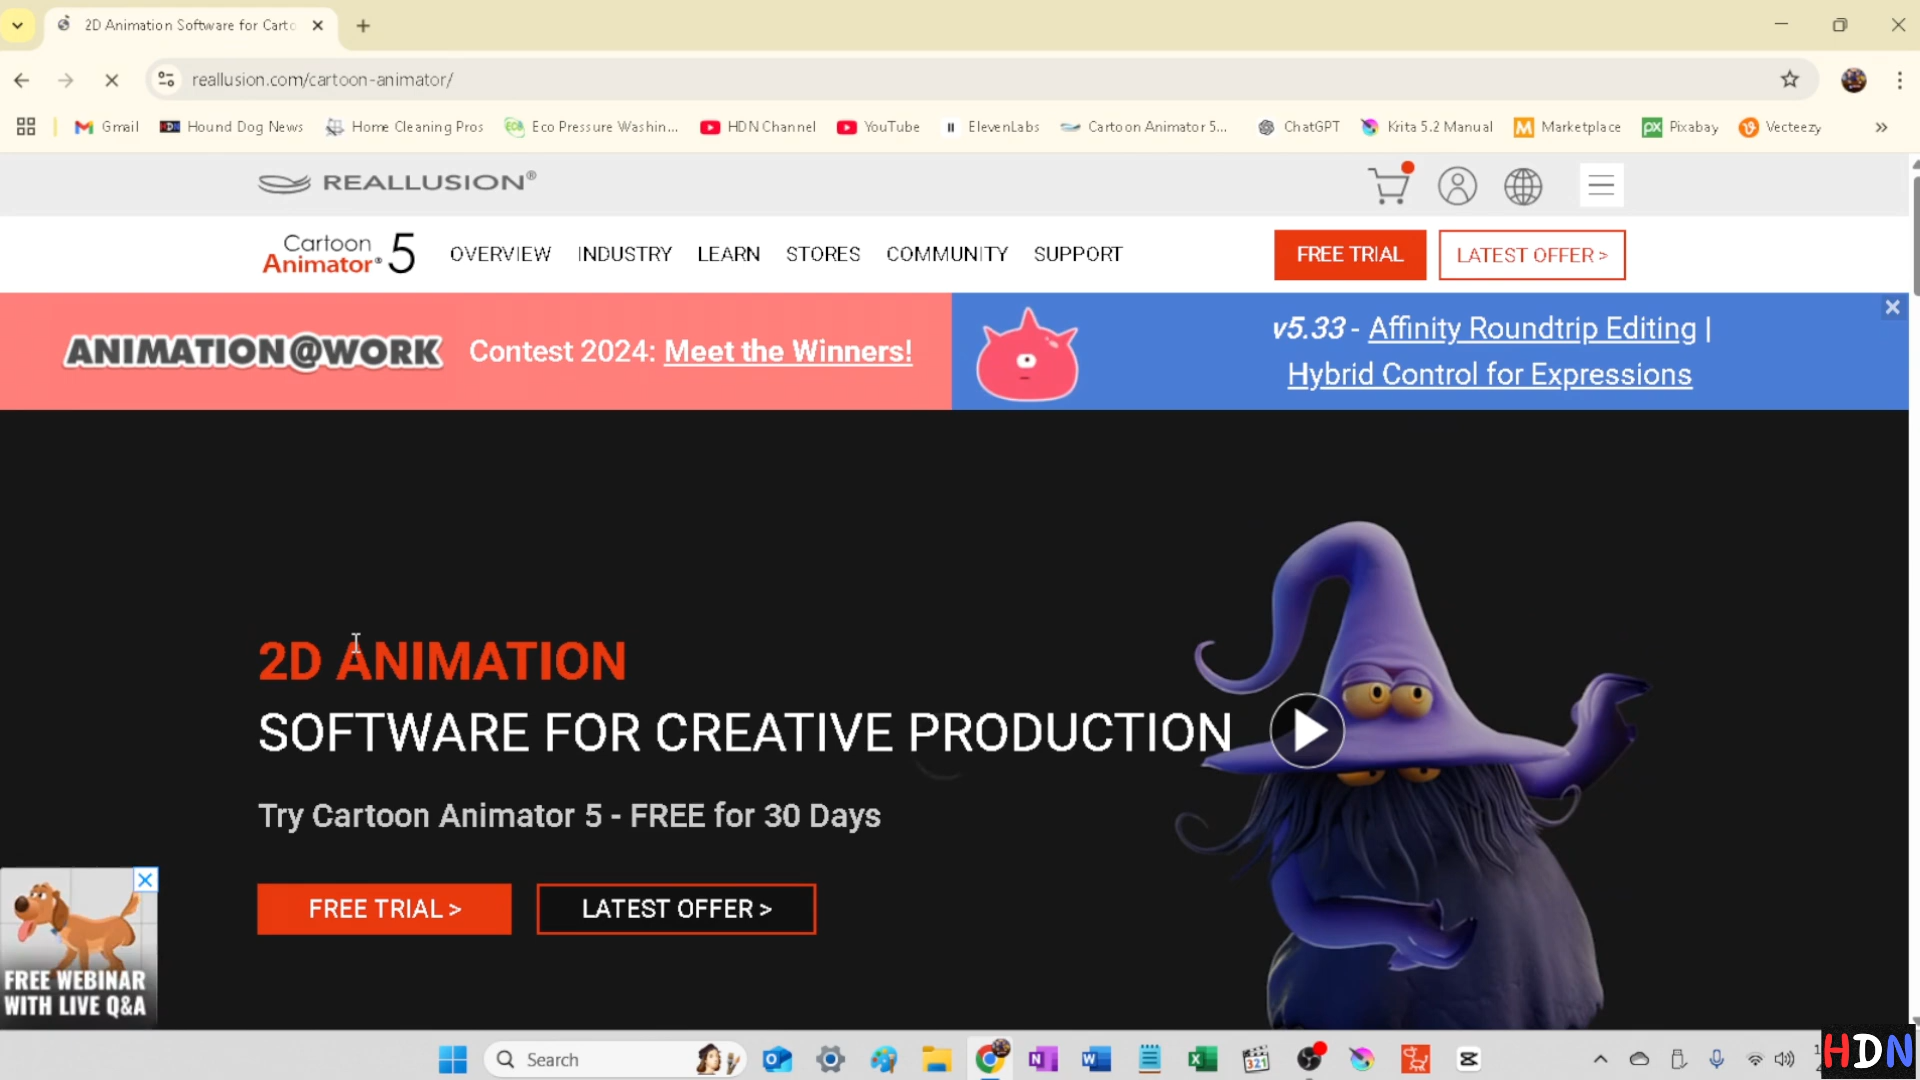 2D Animation Software for Carto
reallusion.com/cartoon-animator/
Gmail
Hound Dog News
Home Cleaning Pros
Eco Pressure Washin...
HDN Channel
YouTube
ElevenLabs
Cartoon Animator 5...
ChatGPT
Krita 5.2 Manual
Marketplace
Pixabay
Vecteezy
REALLUSION®
Cartoon
Animator® 5
OVERVIEW
INDUSTRY
LEARN
STORES
COMMUNITY
SUPPORT
FREE TRIAL
LATEST OFFER >
ANIMATION@WORK
Contest 2024: Meet the Winners!
v5.33 - Affinity Roundtrip Editing |
Hybrid Control for Expressions
2D ANIMATION
SOFTWARE FOR CREATIVE PRODUCTION
Try Cartoon Animator 5 - FREE for 30 Days
FREE TRIAL >
LATEST OFFER >
FREE WEBINAR
WITH LIVE Q&A
Search
HDN